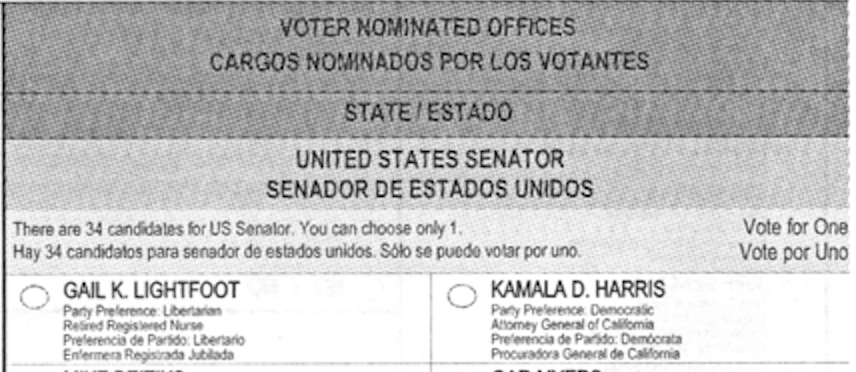 VOTER NOMINATED OFFICES
CARGOS NOMINADOS POR LOS VOTANTES
STATE / ESTADO
UNITED STATES SENATOR
SENADOR DE ESTADOS UNIDOS
There are 34 candidates for US Senator. You can choose only 1.
Vote for One
Hay 34 candidatos para senador de estados unidos. Sólo se puede votar por uno.
Vote por Uno
GAIL K. LIGHTFOOT
Party Preference: Libertarian
Retired Registered Nurse
Preferencia de Partido: Libertario
Enfermera Registrada Jubilada
KAMALA D. HARRIS
Party Preference: Democratic
Attorney General of California
Preferencia de Partido: Demócrata
Procuradora General de California